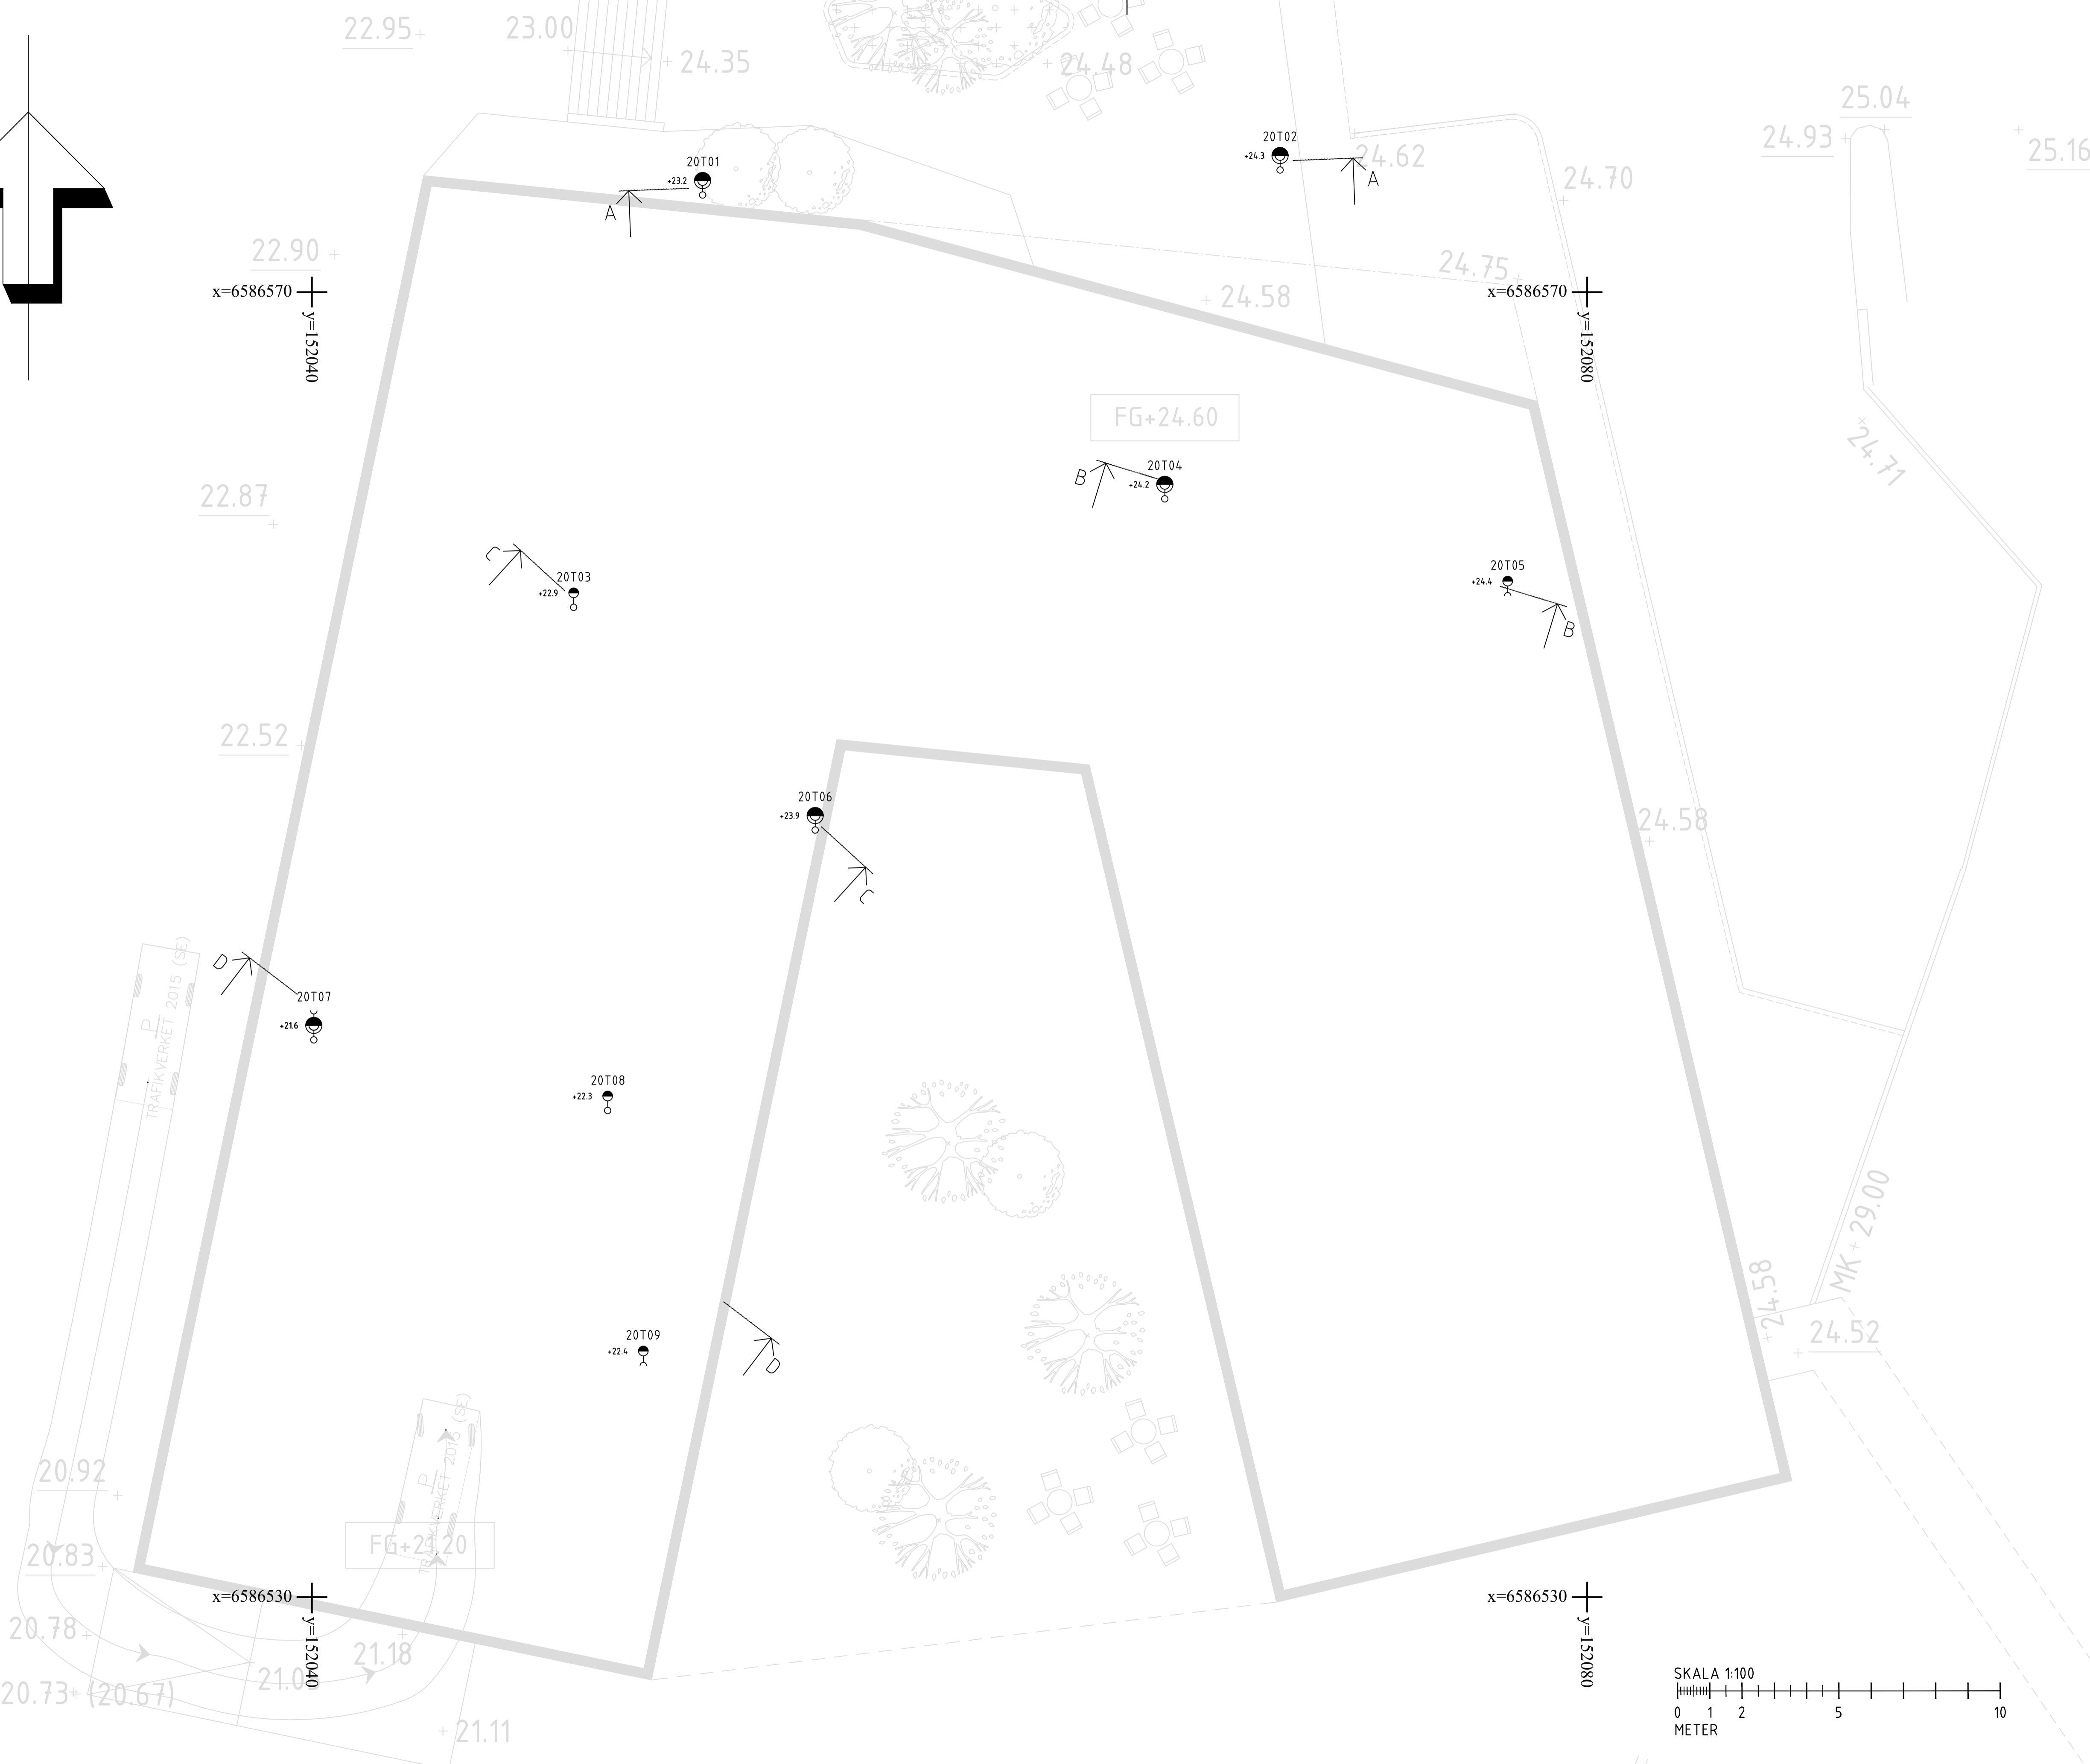 22.95
23.00
24.35
24.48
25.04
24.93
25.16
20T02
+24.3
24.62
A
20T01
+23.2
A
24.70
22.90
24.75
x=6586570
y=152040
24.58
x=6586570
y=152080
FG+24.60
24.71
20T04
+24.2
B
22.87
C
20T03
+22.9
20T05
+24.4
B
22.52
20T06
+23.9
C
24.58
D
P
TRAFIKVERKET 2015 (SE)
20T07
+21.6
20T08
+22.3
MK + 29.00
24.58
24.52
20T09
+22.4
D
20.92
P
TRAFIKVERKET 2015 (SE)
FG+21.20
20.83
x=6586530
y=152040
x=6586530
y=152080
20.78
21.18
20.73
(20.67)
21.11
SKALA 1:100
0 1 2 5 10
METER